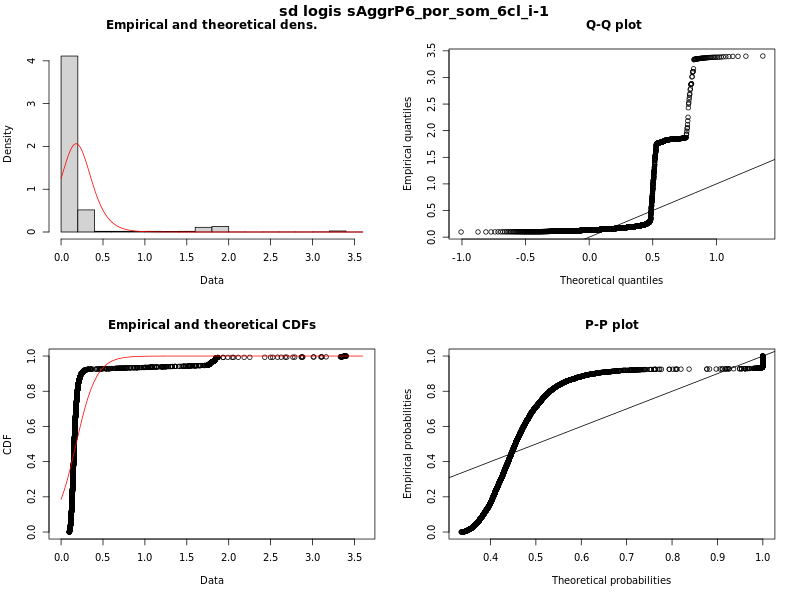 sd logis sAggrP6_por_som_6cl_i-1
Empirical and theoretical dens.
Density
0 1 2 3 4
0.0 0.5 1.0 1.5 2.0 2.5 3.0 3.5
Data
Q-Q plot
Empirical quantiles
0.0 0.5 1.0 1.5 2.0 2.5 3.0 3.5
-1.0 -0.5 0.0 0.5 1.0
Theoretical quantiles
Empirical and theoretical CDFs
CDF
0.0 0.2 0.4 0.6 0.8 1.0
0.0 0.5 1.0 1.5 2.0 2.5 3.0 3.5
Data
P-P plot
Empirical probabilities
0.0 0.2 0.4 0.6 0.8 1.0
0.4 0.5 0.6 0.7 0.8 0.9 1.0
Theoretical probabilities